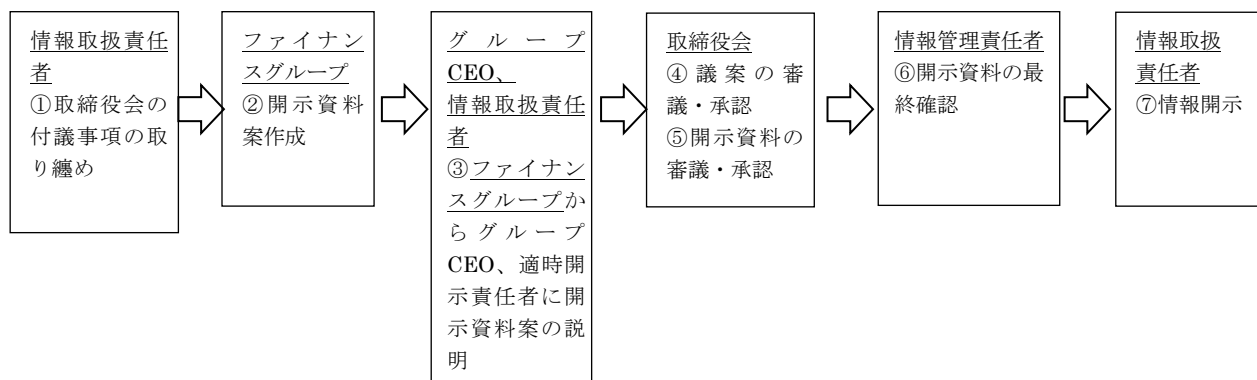 情報取扱責任
者
①取締役会の
付議事項の取
り纏め
ファイナン
スグループ
②開示資料
案作成
グループ
CEO、
情報取扱責任
者
③ファイナン
スグループか
らグループ
CEO、適時開
示責任者に開
示資料案の説
明
取締役会
④議案の審
議・承認
⑤開示資料の
審議・承認
情報管理責任者
⑥開示資料の最
終確認
情報取扱
責任者
⑦情報開示